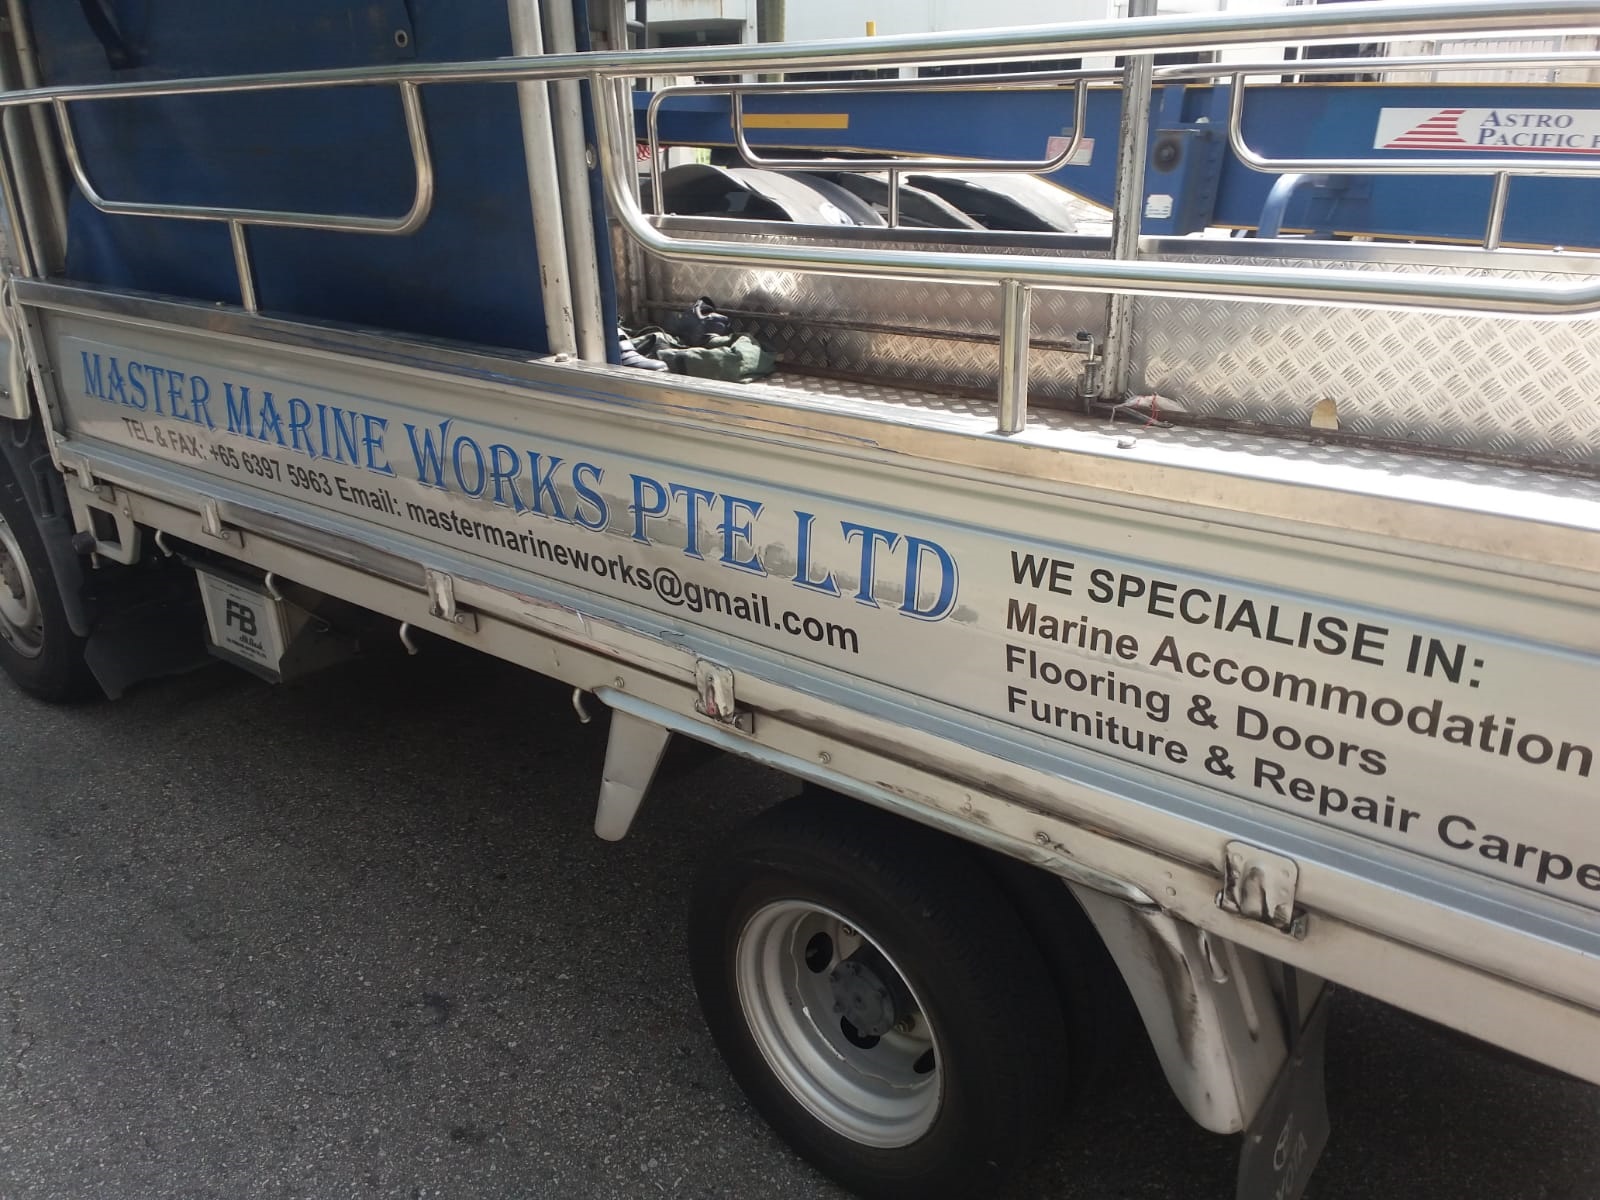 ASTRO
PACIFIC
MASTER MARINE WORKS PTE LTD
TEL & FAX: +65 6397 5963 Email: mastermarineworks@gmail.com
WE SPECIALISE IN:
Marine Accommodation
Flooring & Doors
Furniture & Repair
FB